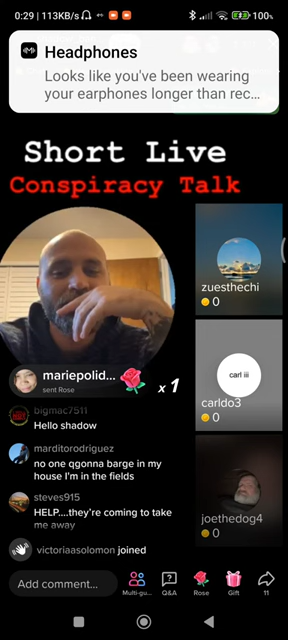 0:29 | 113KB/s
100%
Headphones
Looks like you've been wearing
your earphones longer than rec...
Short Live
Conspiracy Talk
zuesthechi
0
mariepolid...
sent Rose
x 1
carl iii
carldo3
0
bigmac7511
Hello shadow
marditorodriguez
no one qgonna barge in my
house I'm in the fields
steves915
HELP....they're coming to take
me away
joethedog4
0
victoriaasolomon joined
Add comment...
Multi-gu...
Q&A
Rose
Gift
11